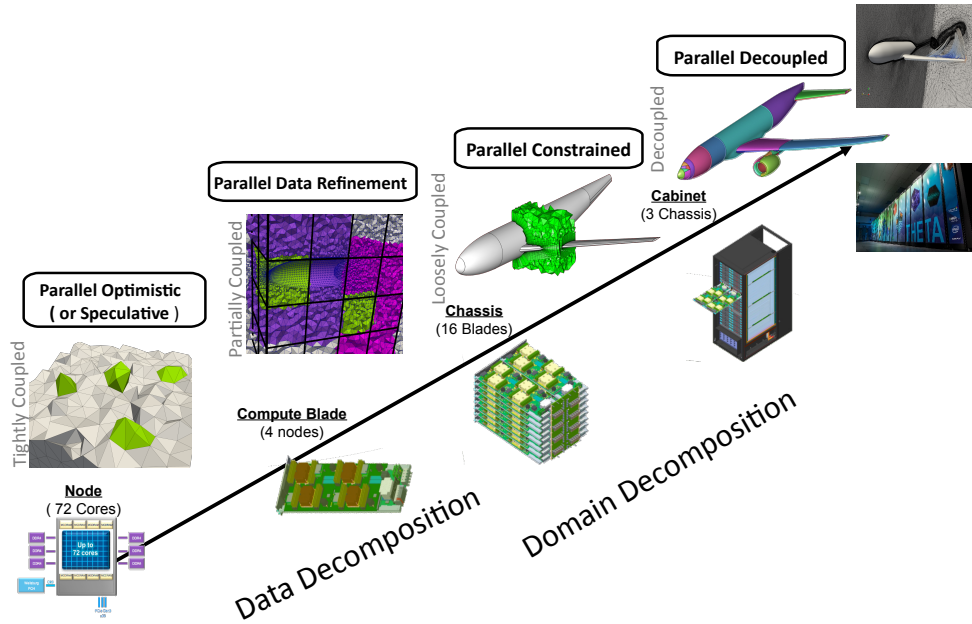 Parallel Decoupled
Decoupled
Cabinet
(3 Chassis)
THETA
Parallel Constrained
Loosely Coupled
Chassis
(16 Blades)
Parallel Data Refinement
Partially Coupled
Compute Blade
(4 nodes)
Parallel Optimistic
( or Speculative )
Tightly Coupled
Node
( 72 Cores)
Up to
72 cores
Data Decomposition
Domain Decomposition